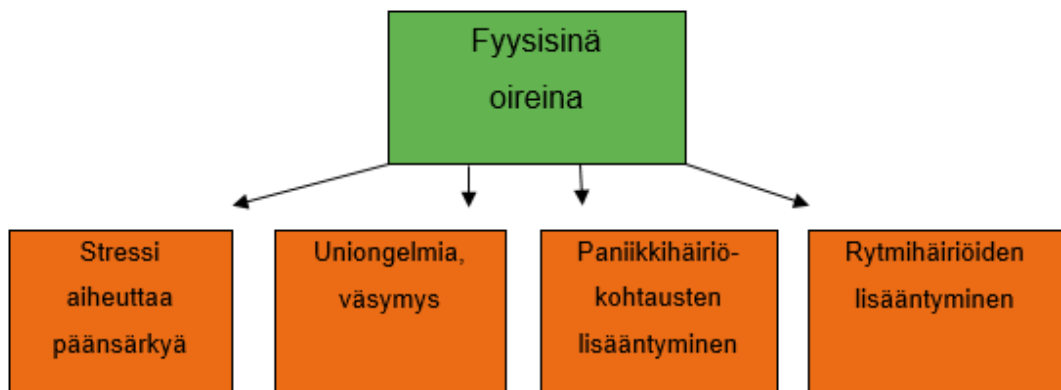 Fyysisinä
oireina
Stressi
aiheuttaa
päänsärkyä
Uniongelmia,
väsymys
Paniikkihäiriö-
kohtausten
lisääntyminen
Rytmihäiriöiden
lisääntyminen